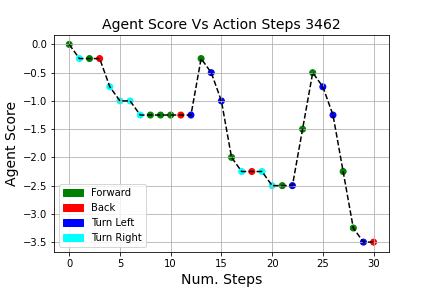 Agent Score Vs Action Steps 3462
0.0
−0.5
−1.0
−1.5
−2.0
−2.5
−3.0
−3.5
Agent Score
Forward
Back
Turn Left
Turn Right
0 5 10 15 20 25 30
Num. Steps